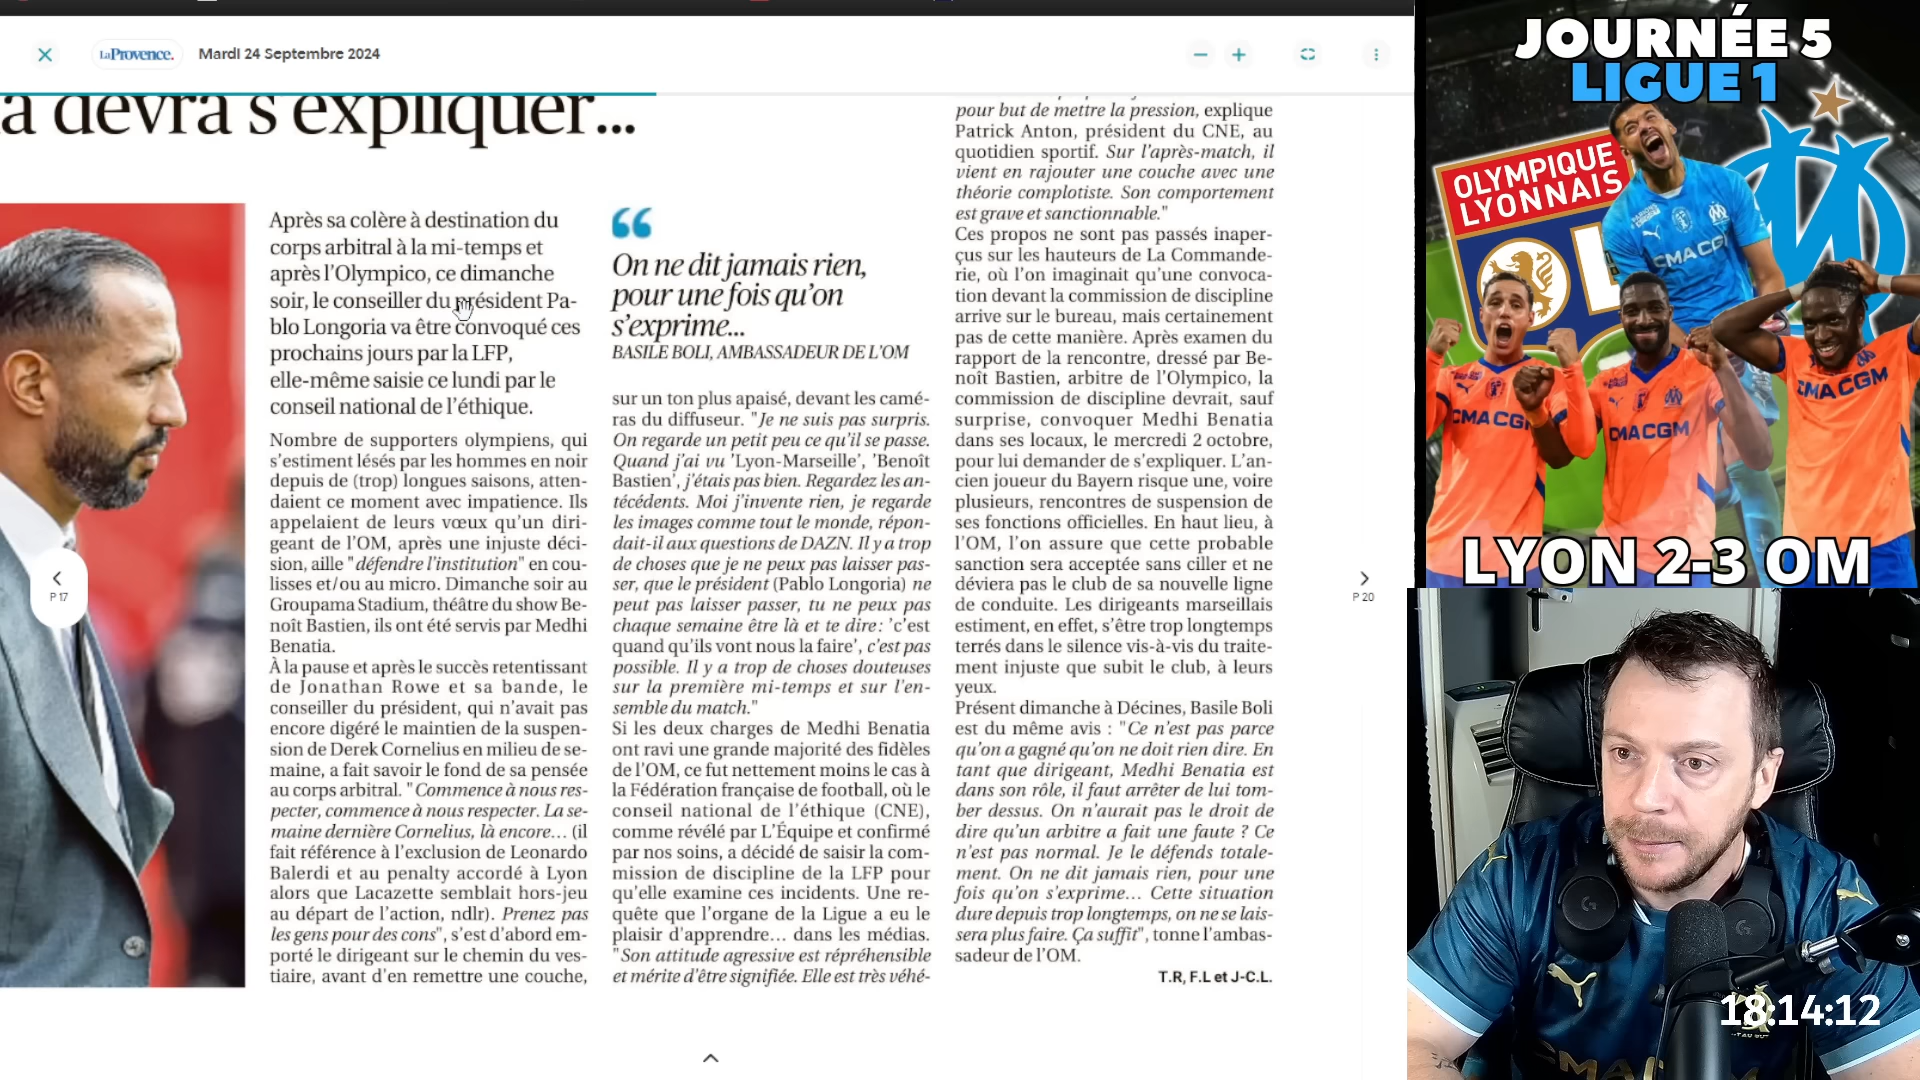 LaProvence.
Mardi 24 Septembre 2024
a devra s'expliquer...
Après sa colère à destination du
corps arbitral à la mi-temps et
après l'Olympico, ce dimanche
soir, le conseiller du président Pa-
blo Longoria va être convoqué ces
prochains jours par la LFP,
elle-même saisie ce lundi par le
conseil national de l'éthique.
Nombre de supporters olympiens, qui
s'estiment lésés par les hommes en noir
depuis de (trop) longues saisons, atten-
daient ce moment avec impatience. Ils
appelaient de leurs vœux qu'un diri-
geant de l'OM, après une injuste déci-
sion, aille "défendre l'institution" en cou-
lisses et/ou au micro. Dimanche soir au
Groupama Stadium, théâtre du show Be-
noît Bastien, ils ont été servis par Medhi
Benatia.
À la pause et après le succès retentissant
de Jonathan Rowe et sa bande, le
conseiller du président, qui n'avait pas
encore digéré le maintien de la suspen-
sion de Derek Cornelius en milieu de se-
maine, a fait savoir le fond de sa pensée
au corps arbitral. "Commence à nous res-
pecter, commence à nous respecter. La se-
maine dernière Cornelius, là encore... (il
fait référence à l'exclusion de Leonardo
Balerdi et au penalty accordé à Lyon
alors que Lacazette semblait hors-jeu
au départ de l'action, ndlr). Prenez pas
les gens pour des cons", s'est d'abord em-
porté le dirigeant sur le chemin du ves-
tiaire, avant d'en remettre une couche,
“
On ne dit jamais rien,
pour une fois qu'on
s'exprime...
BASILE BOLI, AMBASSADEUR DE L'OM
sur un ton plus apaisé, devant les camé-
ras du diffuseur. "Je ne suis pas surpris.
On regarde un petit peu ce qu'il se passe.
Quand j'ai vu 'Lyon-Marseille', 'Benoît
Bastien', j'étais pas bien. Regardez les an-
técédents. Moi j'invente rien, je regarde
les images comme tout le monde, répon-
dait-il aux questions de DAZN. Il y a trop
de choses que je ne peux pas laisser pas-
ser, que le président (Pablo Longoria) ne
peut pas laisser passer, tu ne peux pas
chaque semaine être là et te dire: 'c'est
quand qu'ils vont nous la faire', c'est pas
possible. Il y a trop de choses douteuses
sur la première mi-temps et sur l'en-
semble du match."
Si les deux charges de Medhi Benatia
ont ravi une grande majorité des fidèles
de l'OM, ce fut nettement moins le cas à
la Fédération française de football, où le
conseil national de l'éthique (CNE),
comme révélé par L'Équipe et confirmé
par nos soins, a décidé de saisir la com-
mission de discipline de la LFP pour
qu'elle examine ces incidents. Une re-
quête que l'organe de la Ligue a eu le
plaisir d'apprendre... dans les médias.
"Son attitude agressive est répréhensible
et mérite d'être signifiée. Elle est très véhé-
pour but de mettre la pression, explique
Patrick Anton, président du CNE, au
quotidien sportif. Sur l'après-match, il
vient en rajouter une couche avec une
théorie complotiste. Son comportement
est grave et sanctionnable."
Ces propos ne sont pas passés inaper-
çus sur les hauteurs de La Commande-
rie, où l'on imaginait qu'une convoca-
tion devant la commission de discipline
arrive sur le bureau, mais certainement
pas de cette manière. Après examen du
rapport de la rencontre, dressé par Be-
noît Bastien, arbitre de l'Olympico, la
commission de discipline devrait, sauf
surprise, convoquer Medhi Benatia
dans ses locaux, le mercredi 2 octobre,
pour lui demander de s'expliquer. L'an-
cien joueur du Bayern risque une, voire
plusieurs, rencontres de suspension de
ses fonctions officielles. En haut lieu, à
l'OM, l'on assure que cette probable
sanction sera acceptée sans ciller et ne
déviera pas le club de sa nouvelle ligne
de conduite. Les dirigeants marseillais
estiment, en effet, s'être trop longtemps
terrés dans le silence vis-à-vis du traite-
ment injuste que subit le club, à leurs
yeux.
Présent dimanche à Décines, Basile Boli
est du même avis : "Ce n'est pas parce
qu'on a gagné qu'on ne doit rien dire. En
tant que dirigeant, Medhi Benatia est
dans son rôle, il faut arrêter de lui tom-
ber dessus. On n'aurait pas le droit de
dire qu'un arbitre a fait une faute ? Ce
n'est pas normal. Je le défends totale-
ment. On ne dit jamais rien, pour une
fois qu'on s'exprime... Cette situation
dure depuis trop longtemps, on ne se lais-
sera plus faire. Ça suffit", tonne l'ambas-
sadeur de l'OM.
T.R, F.L et J-C.L.
P 17
P 20
JOURNÉE 5
LIGUE 1
OLYMPIQUE
LYONNAIS
OL
CMA CGM
CMA CGM
CMACGM
CMA CGM
LYON 2-3 OM
18:14:12